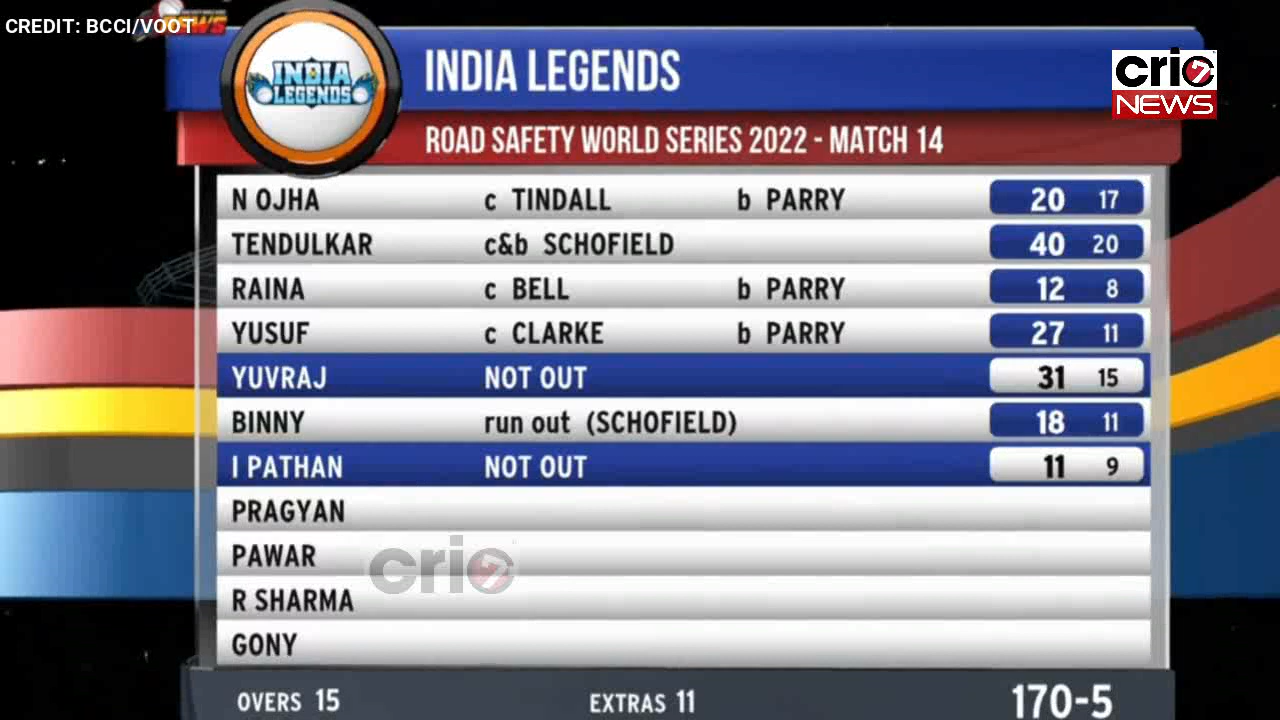 CREDIT: BCCI/VOOT
NEWS
INDIA LEGENDS
INDIA LEGENDS
cric7
NEWS
ROAD SAFETY WORLD SERIES 2022 - MATCH 14
N OJHA c TINDALL b PARRY 20 17
TENDULKAR c&b SCHOFIELD 40 20
RAINA c BELL b PARRY 12 8
YUSUF c CLARKE b PARRY 27 11
YUVRAJ NOT OUT 31 15
BINNY run out (SCHOFIELD) 18 11
I PATHAN NOT OUT 11 9
PRAGYAN
PAWAR
cric7
R SHARMA
GONY
OVERS 15 EXTRAS 11 170-5